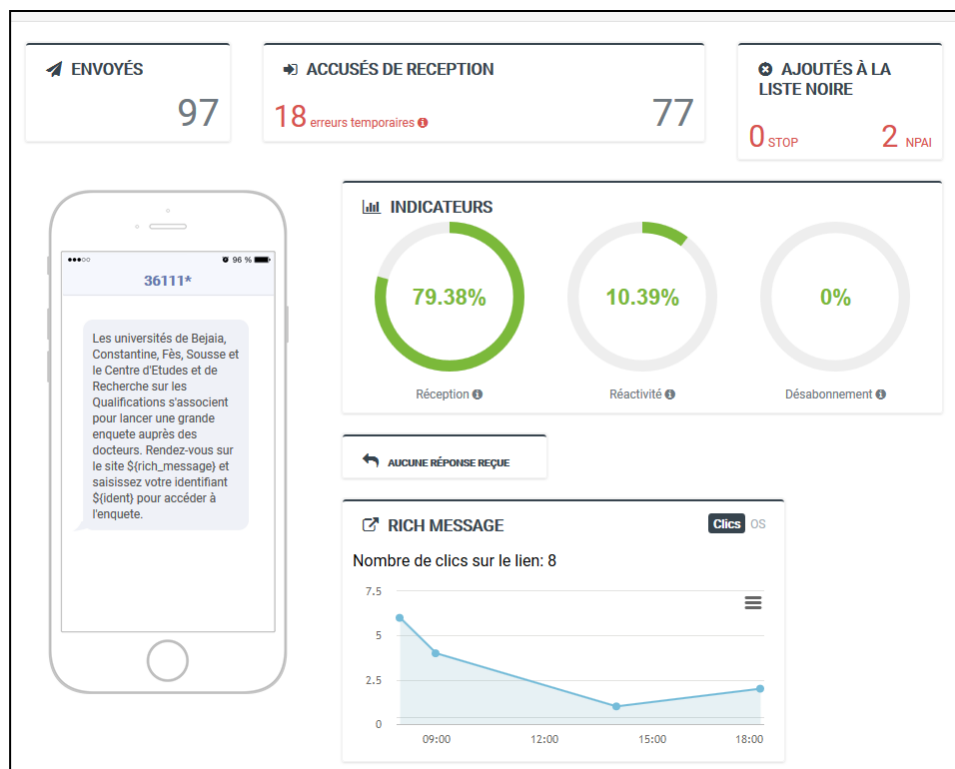 ENVOYÉS
97
ACCUSÉS DE RECEPTION
18 erreurs temporaires
77
AJOUTÉS À LA
LISTE NOIRE
0 STOP
2 NPAI
96 %
36111*
Les universités de Bejaia,
Constantine, Fès, Sousse et
le Centre d'Etudes et de
Recherche sur les
Qualifications s'associent
pour lancer une grande
enquete auprès des
docteurs. Rendez-vous sur
le site ${rich_message} et
saisissez votre identifiant
${ident} pour accéder à
l'enquete.
INDICATEURS
79.38%
10.39%
0%
Réception
Réactivité
Désabonnement
AUCUNE RÉPONSE REÇUE
RICH MESSAGE
Clics OS
Nombre de clics sur le lien: 8
7.5
5
2.5
0
09:00 12:00 15:00 18:00